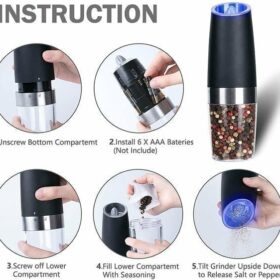 INSTRUCTION
Unscrew Bottom Compartemt
2.Install 6 X AAA Bateries
(Not Include)
3.Screw off Lower
Compartment
4.Fill Lower Compartemt
With Seasoning
5.Tilt Grinder Upside Down
to Release Salt or Pepper